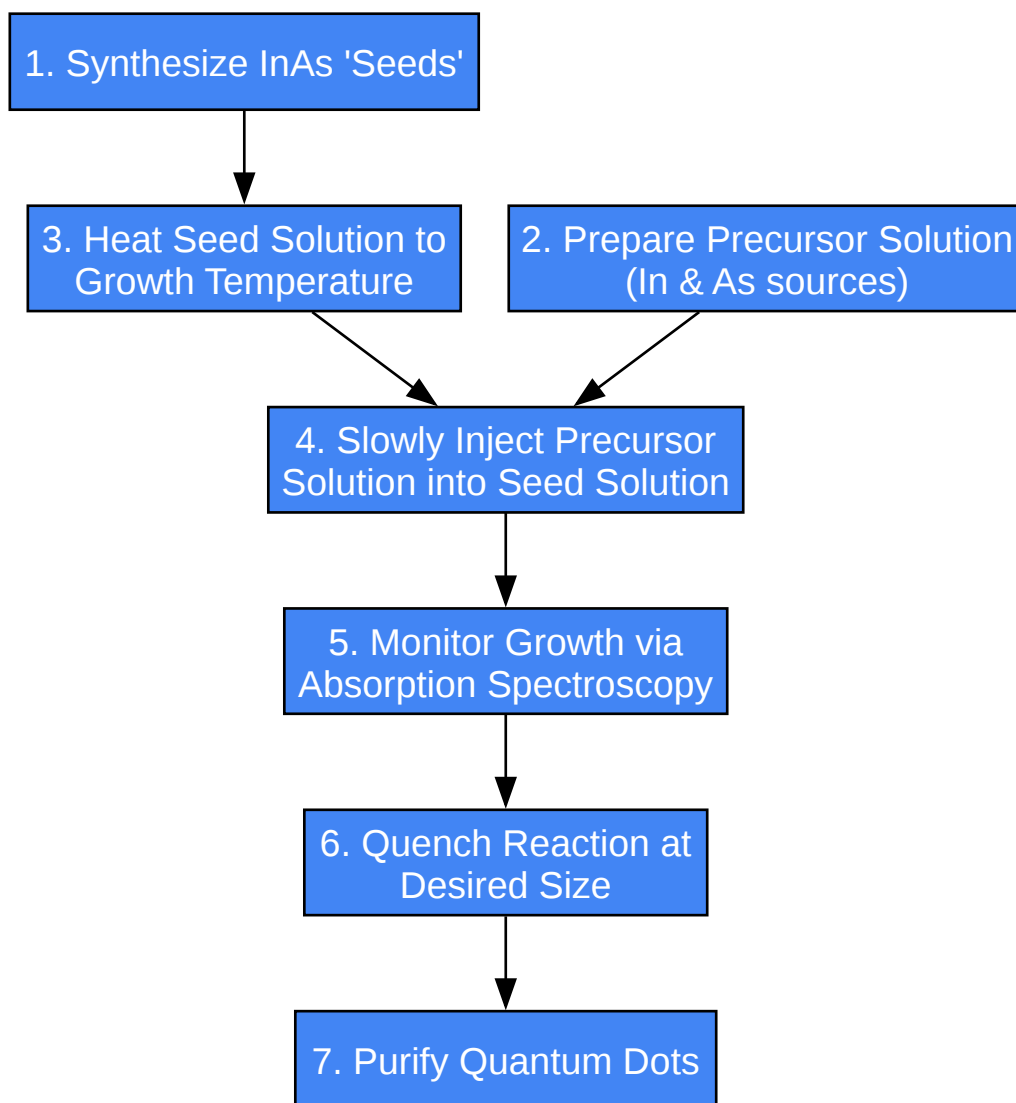 1. Synthesize InAs 'Seeds'
3. Heat Seed Solution to
Growth Temperature
2. Prepare Precursor Solution
(In & As sources)
4. Slowly Inject Precursor
Solution into Seed Solution
5. Monitor Growth via
Absorption Spectroscopy
6. Quench Reaction at
Desired Size
7. Purify Quantum Dots